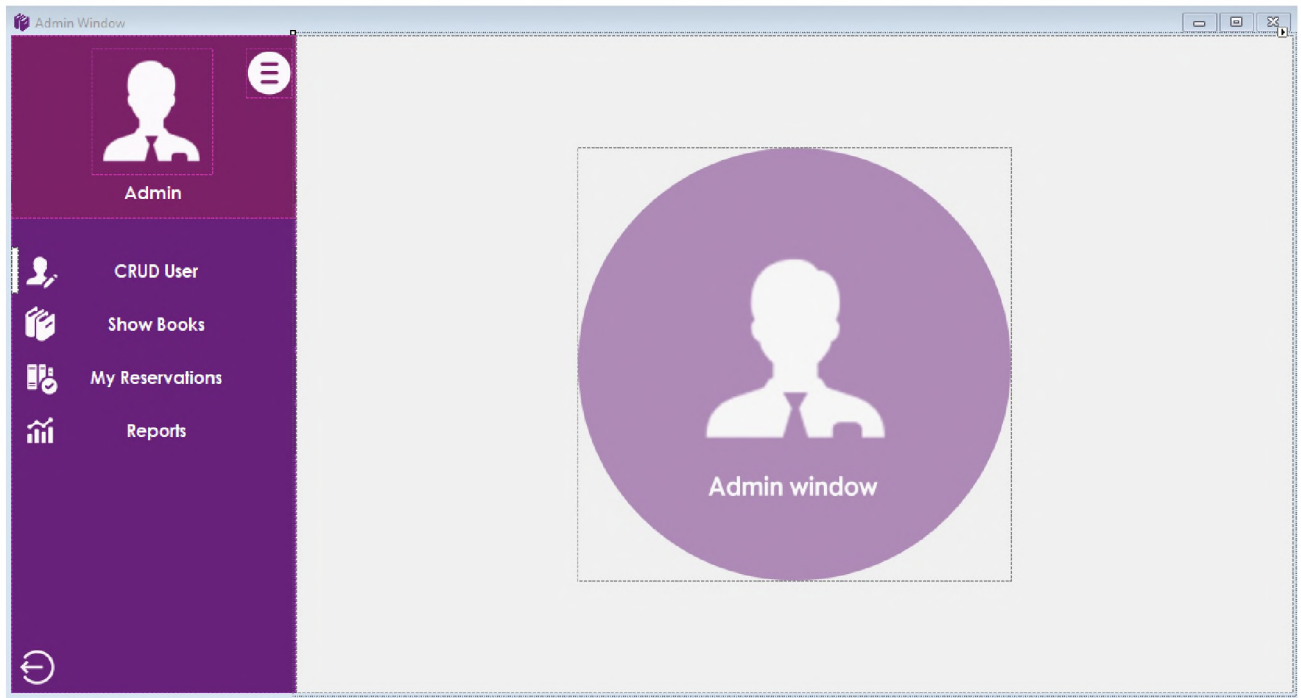 Admin Window
Admin
CRUD User
Show Books
My Reservations
Reports
Admin window